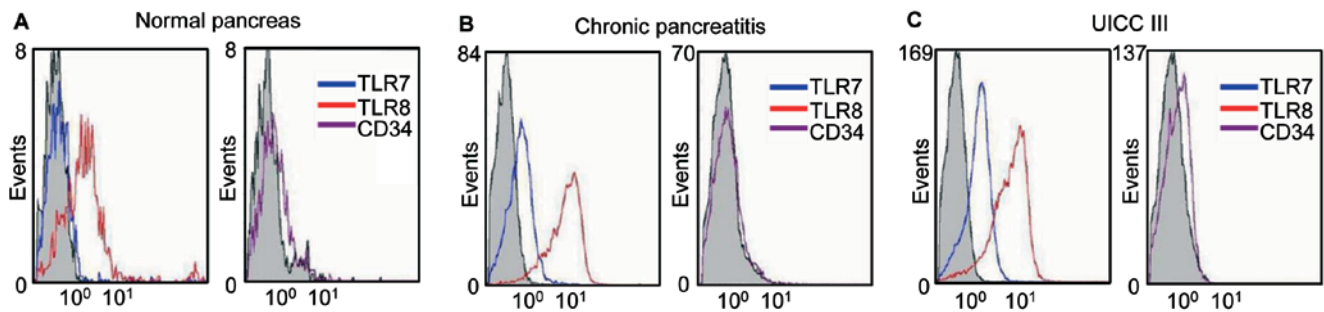 A Normal pancreas
8
8
Events
Events
TLR7
TLR8
CD34
0
0
10⁰ 10¹
10⁰ 10¹
B Chronic pancreatitis
84
70
Events
Events
TLR7
TLR8
CD34
0
0
10⁰ 10¹
10⁰ 10¹
C UICC III
169
137
Events
Events
TLR7
TLR8
CD34
0
0
10⁰ 10¹
10⁰ 10¹